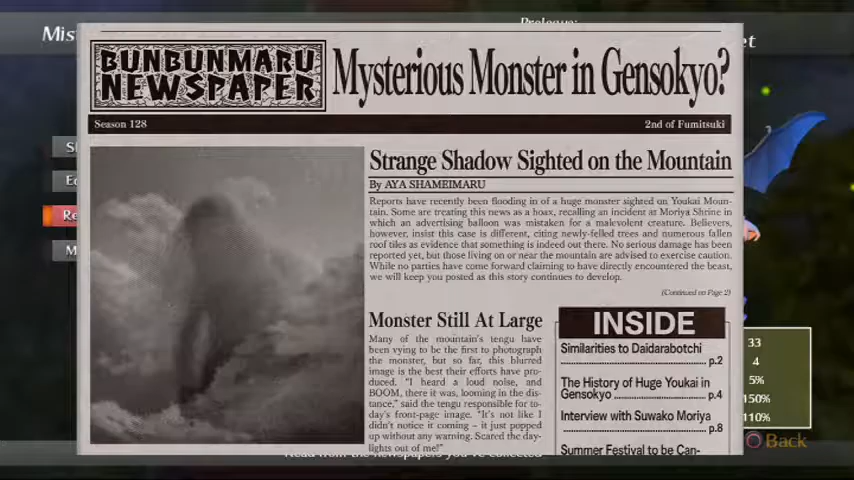 Mis
Prologue:
et
BUNBUNMARU
NEWSPAPER
Mysterious Monster in Gensokyo?
Season 128
2nd of Fumitsuki
Strange Shadow Sighted on the Mountain
By AYA SHAMEIMARU
Reports have recently been flooding in of a huge monster sighted on Youkai Moun-
tain. Some are treating this news as a hoax, recalling an incident at Moriya Shrine in
which an advertising balloon was mistaken for a malevolent creature. Believers,
however, insist this case is different, citing newly-felled trees and numerous fallen
roof tiles as evidence that something is indeed out there. No serious damage has been
reported yet, but those living on or near the mountain are advised to exercise caution.
While no parties have come forward claiming to have directly encountered the beast,
we will keep you posted as this story continues to develop.
(Continued on Page 2)
Monster Still At Large
Many of the mountain's tengu have
been vying to be the first to photograph
the monster, but so far, this blurred
image is the best their efforts have pro-
duced. "I heard a loud noise, and
BOOM, there it was, looming in the dis-
tance," said the tengu responsible for to-
day's front-page image. "It's not like I
didn't notice it coming – it just popped
up without any warning. Scared the day-
lights out of me!"
INSIDE
Similarities to Daidarabotchi
p.2
The History of Huge Youkai in
Gensokyo p.4
Interview with Suwako Moriya
p.8
Summer Festival to be Can-
S
E
Re
M
33
4
5%
150%
110%
Back
Read from the newspapers you've collected